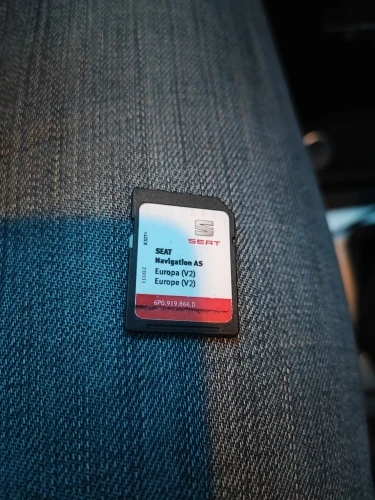 SEAT
SEAT
Navigation AS
Europa (V2)
Europe (V2)
6P0.919.866.D